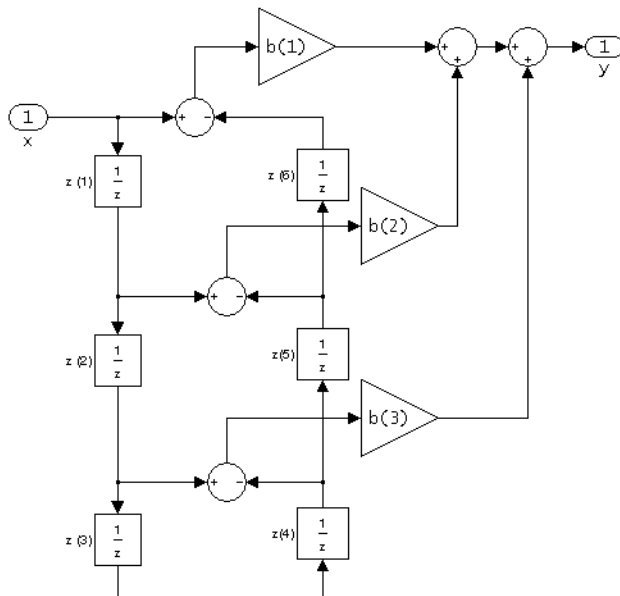 b(1)
+
+
+
+
1
y
1
x
+
-
z (1)
1
z
z (6)
1
z
b(2)
+
-
z (2)
1
z
z (5)
1
z
b(3)
+
-
z (3)
1
z
z (4)
1
z